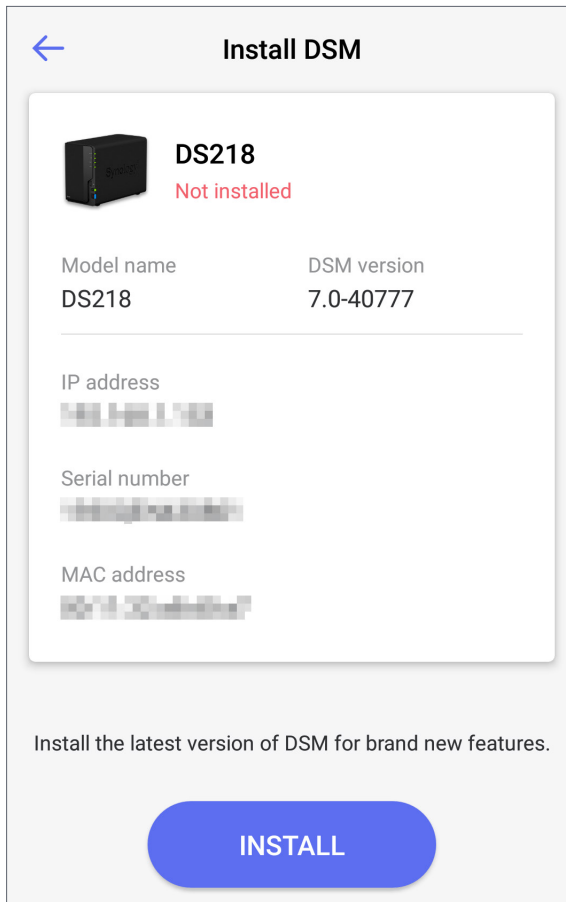 Install DSM
DS218
Not installed
Model name
DSM version
DS218
7.0-40777
IP address
Serial number
MAC address
Install the latest version of DSM for brand new features.
INSTALL